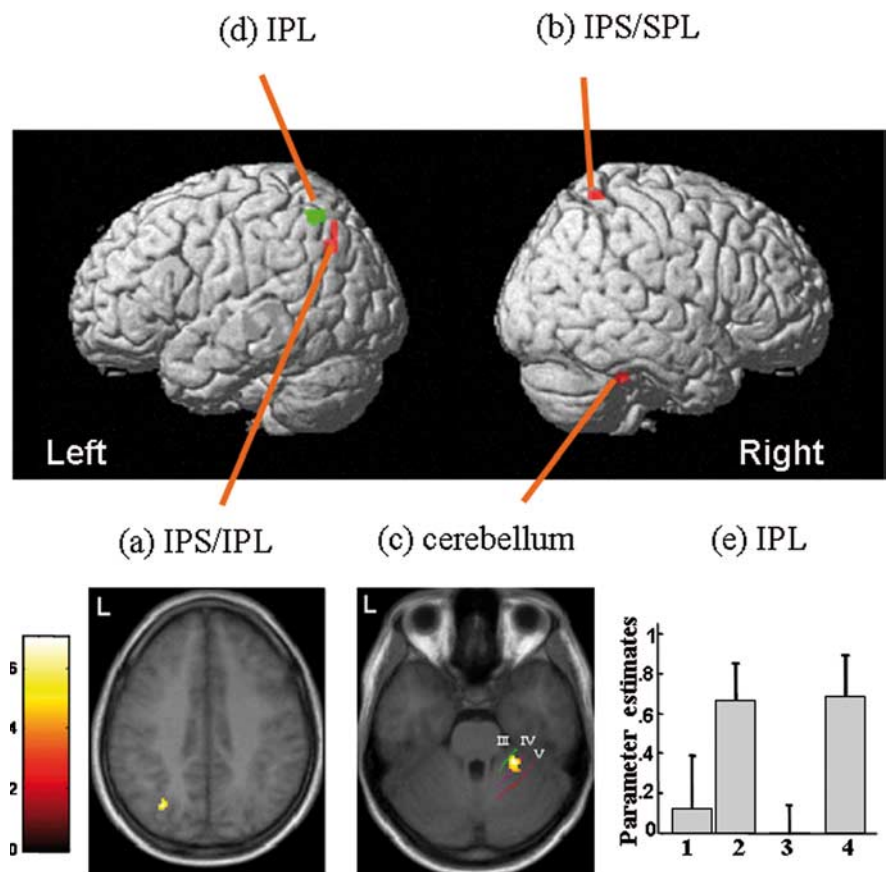 (d) IPL
(b) IPS/SPL
Left
Right
(a) IPS/IPL
(c) cerebellum
(e) IPL
L
L
6
4
2
0
III IV
V
Parameter estimates
1
.8
.6
.4
.2
0
1 2 3 4